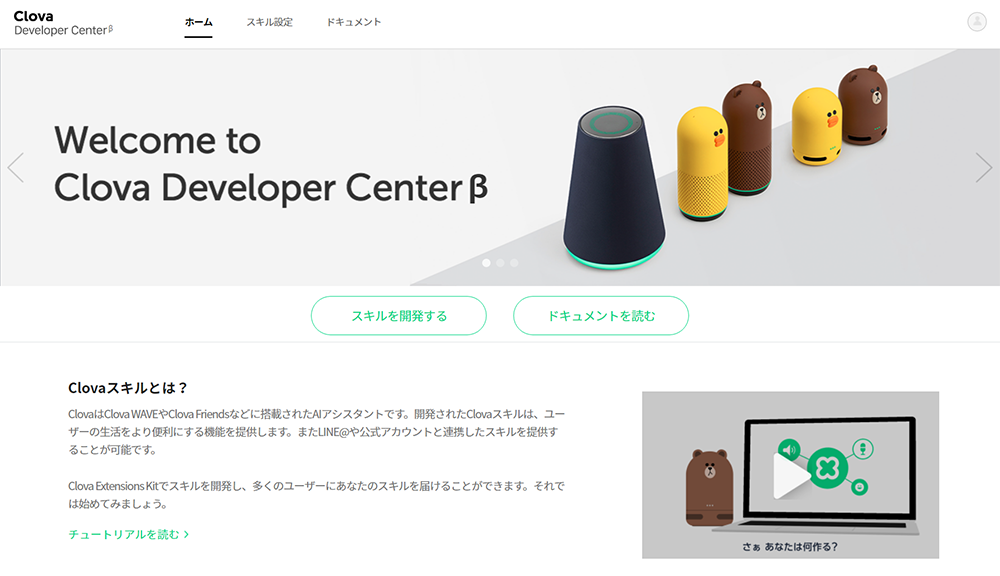 Clova
Developer Center β
ホーム
スキル設定
ドキュメント
Welcome to
Clova Developer Center β
スキルを開発する
ドキュメントを読む
Clovaスキルとは？
ClovaはClova WAVEやClova Friendsなどに搭載されたAIアシスタントです。開発されたClovaスキルは、ユー
ザーの生活をより便利にする機能を提供します。またLINE@や公式アカウントと連携したスキルを提供す
ることが可能です。
Clova Extensions Kitでスキルを開発し、多くのユーザーにあなたのスキルを届けることができます。それで
は始めてみましょう。
チュートリアルを読む >
さぁ あなたは何作る？